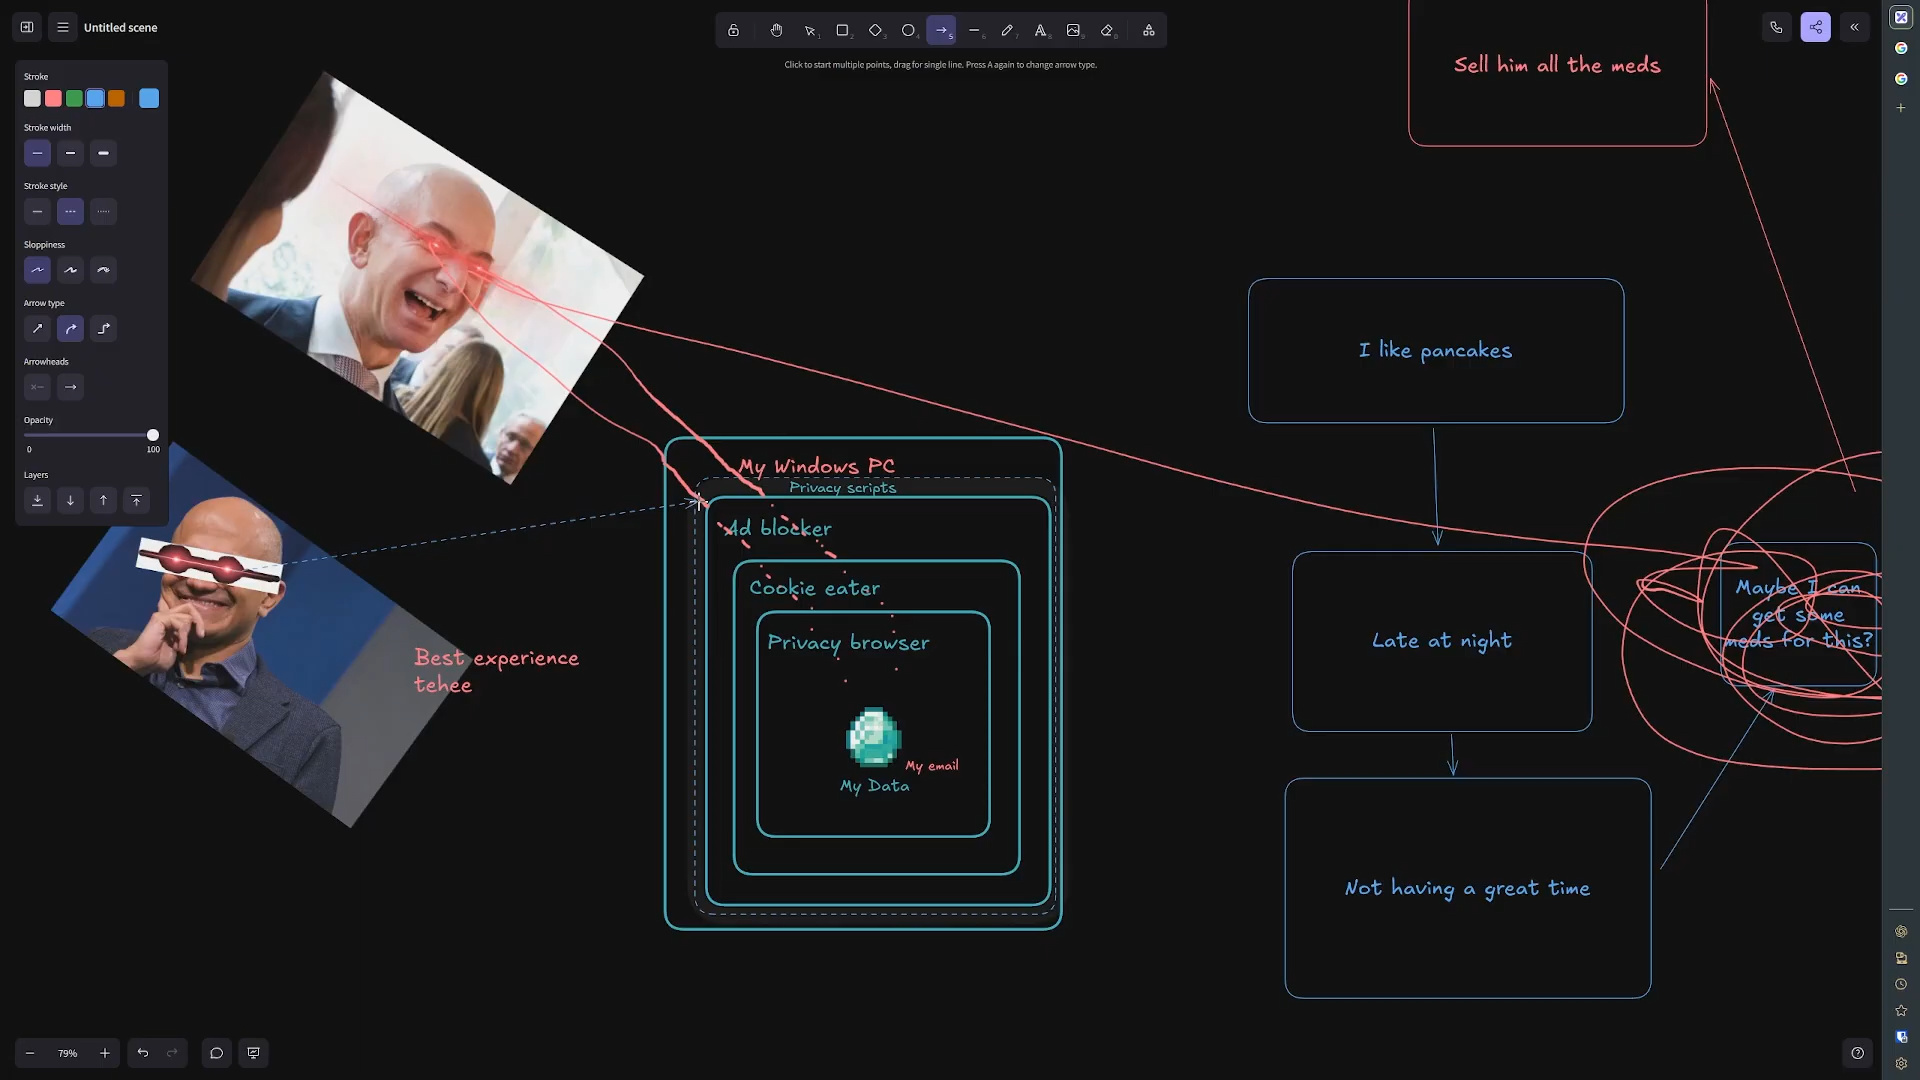 Untitled scene
Click to start multiple points, drag for single line. Press A again to change arrow type.
Stroke
Stroke width
Stroke style
Sloppiness
Arrow type
Arrowheads
Opacity
0
100
Layers
Sell him all the meds
I like pancakes
My Windows PC
Privacy scripts
Ad blocker
Cookie eater
Privacy browser
My email
My Data
Best experience
tehee
Maybe I can
get some
meds for this?
Late at night
Not having a great time
79%